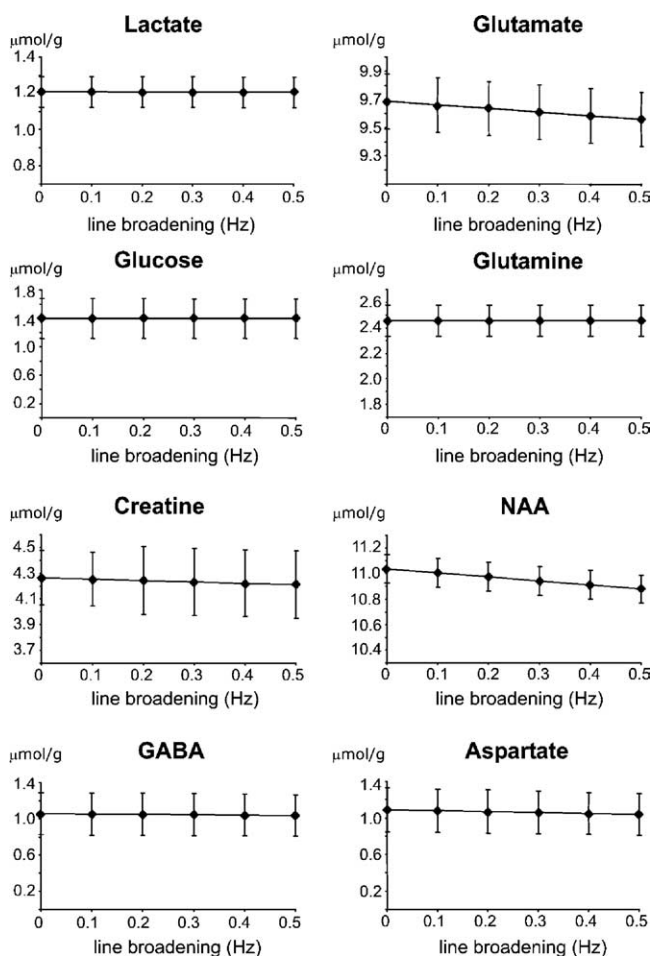 Lactate
μmol/g
1.4
1.2
1.0
0.8
0 0.1 0.2 0.3 0.4 0.5
line broadening (Hz)
Glutamate
μmol/g
9.9
9.7
9.5
9.3
0 0.1 0.2 0.3 0.4 0.5
line broadening (Hz)
Glucose
μmol/g
1.8
1.4
1.0
0.6
0.2
0 0.1 0.2 0.3 0.4 0.5
line broadening (Hz)
Glutamine
μmol/g
2.6
2.4
2.2
2.0
1.8
0 0.1 0.2 0.3 0.4 0.5
line broadening (Hz)
Creatine
μmol/g
4.5
4.3
4.1
3.9
3.7
0 0.1 0.2 0.3 0.4 0.5
line broadening (Hz)
NAA
μmol/g
11.2
11.0
10.8
10.6
10.4
0 0.1 0.2 0.3 0.4 0.5
line broadening (Hz)
GABA
μmol/g
1.4
1.0
0.6
0.2
0 0.1 0.2 0.3 0.4 0.5
line broadening (Hz)
Aspartate
μmol/g
1.4
1.0
0.6
0.2
0 0.1 0.2 0.3 0.4 0.5
line broadening (Hz)